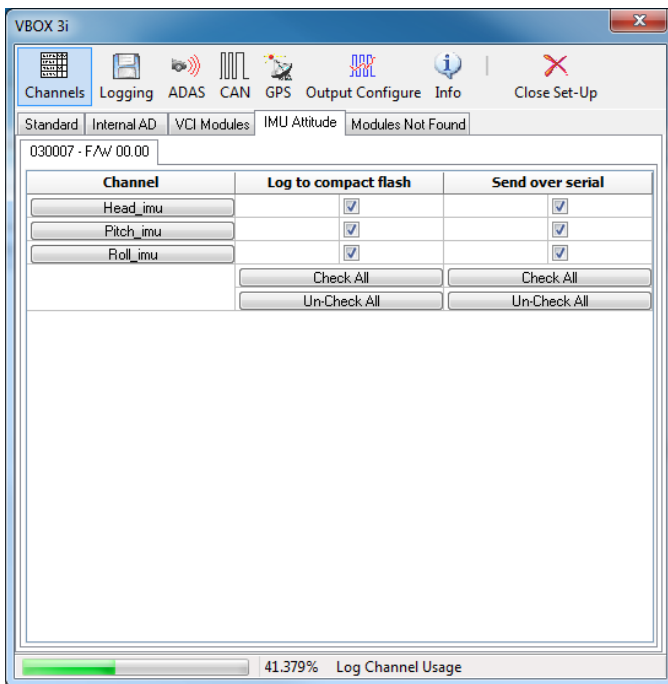 VBOX 3i
Channels Logging ADAS CAN GPS Output Configure Info Close Set-Up
Standard Internal AD VCI Modules IMU Attitude Modules Not Found
030007 - F/W 00.00
Channel Log to compact flash Send over serial
Head_imu
Pitch_imu
Roll_imu
Check All Check All
Un-Check All Un-Check All
41.379% Log Channel Usage